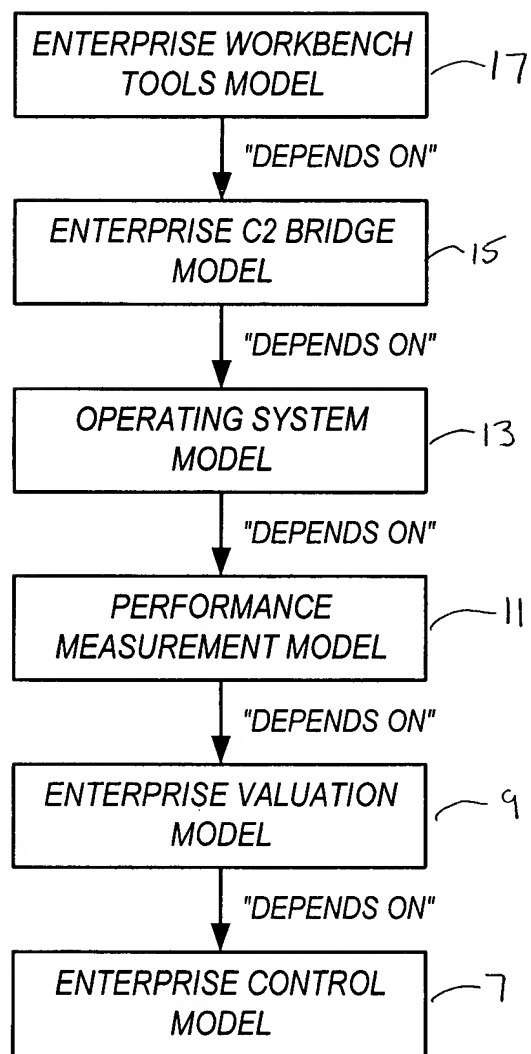 ENTERPRISE WORKBENCH
TOOLS MODEL
17
"DEPENDS ON"
ENTERPRISE C2 BRIDGE
MODEL
15
"DEPENDS ON"
OPERATING SYSTEM
MODEL
13
"DEPENDS ON"
PERFORMANCE
MEASUREMENT MODEL
11
"DEPENDS ON"
ENTERPRISE VALUATION
MODEL
9
"DEPENDS ON"
ENTERPRISE CONTROL
MODEL
7